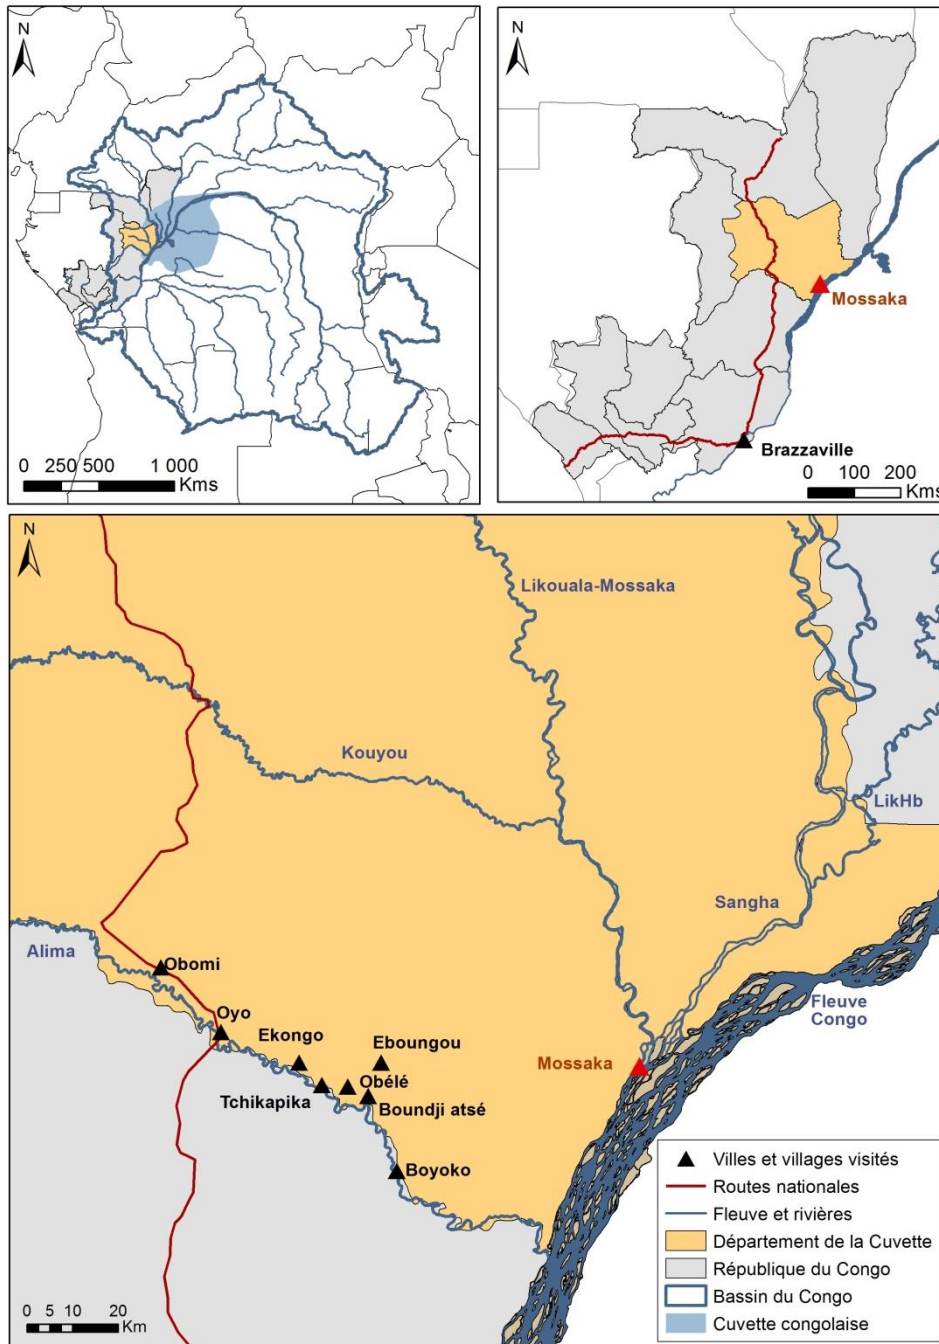 N
0 250 500 1 000
Kms
N
Mossaka
Brazzaville
0 100 200
Kms
N
Likouala-Mossaka
Kouyou
LikHb
Sangha
Alima
Obomi
Fleuve
Congo
Oyo
Ekongo
Eboungou
Mossaka
Obélé
Tchikapika
Boundji atsé
Boyoko
Villes et villages visités
Routes nationales
Fleuve et rivières
Département de la Cuvette
République du Congo
Bassin du Congo
Cuvette congolaise
0 5 10 20
Km